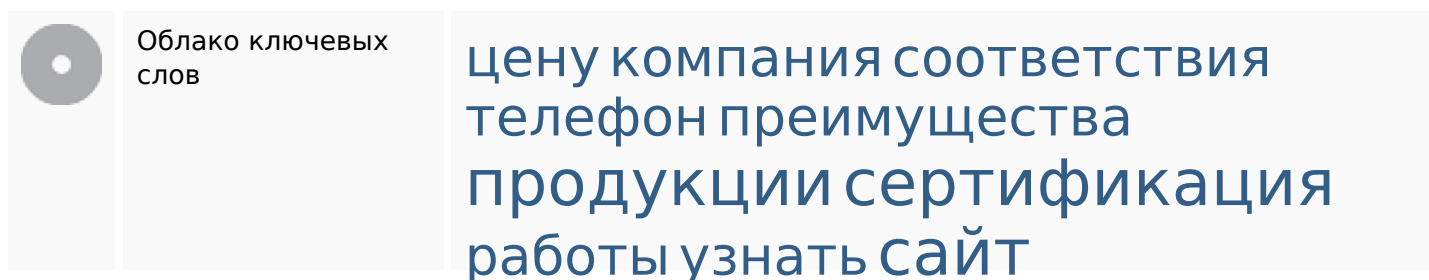 Облако ключевых
слов
цену компания соответствия
телефон преимущества
продукции сертификация
работы узнать сайт